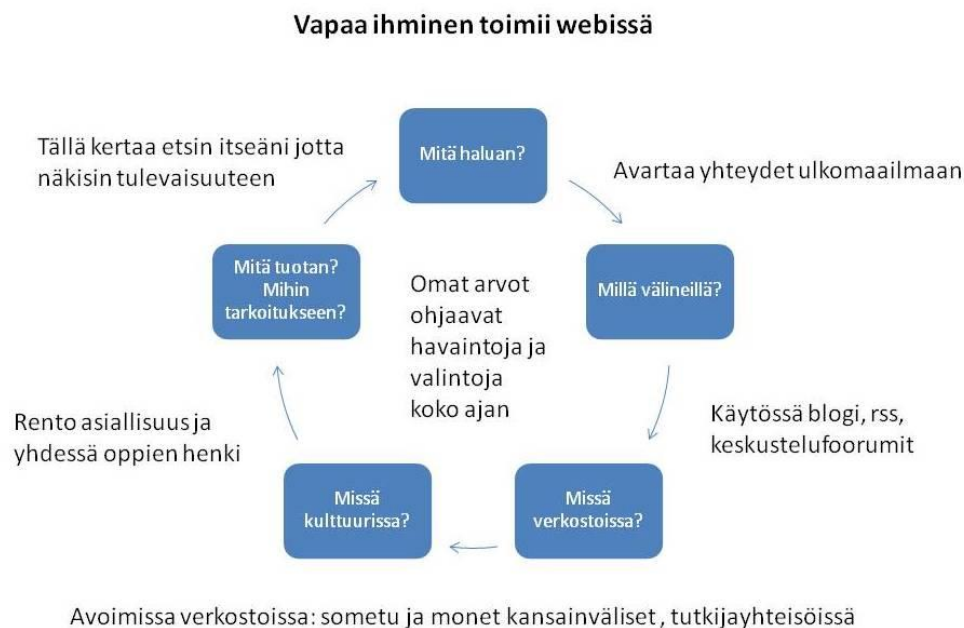 Vapaa ihminen toimii webissä
Mitä haluan?
Avartaa yhteydet ulkomaailmaan
Millä välineillä?
Käytössä blogi, rss,
keskustelufoorumit
Missä
verkostoissa?
Avoimissa verkostoissa: sometu ja monet kansainväliset , tutkijayhteisöissä
Missä
kulttuurissa?
Rento asiallisuus ja
yhdessä oppien henki
Mitä tuotan?
Mihin
tarkoitukseen?
Tällä kertaa etsin itseäni jotta
näkisin tulevaisuuteen
Omat arvot
ohjaavat
havaintoja ja
valintoja
koko ajan